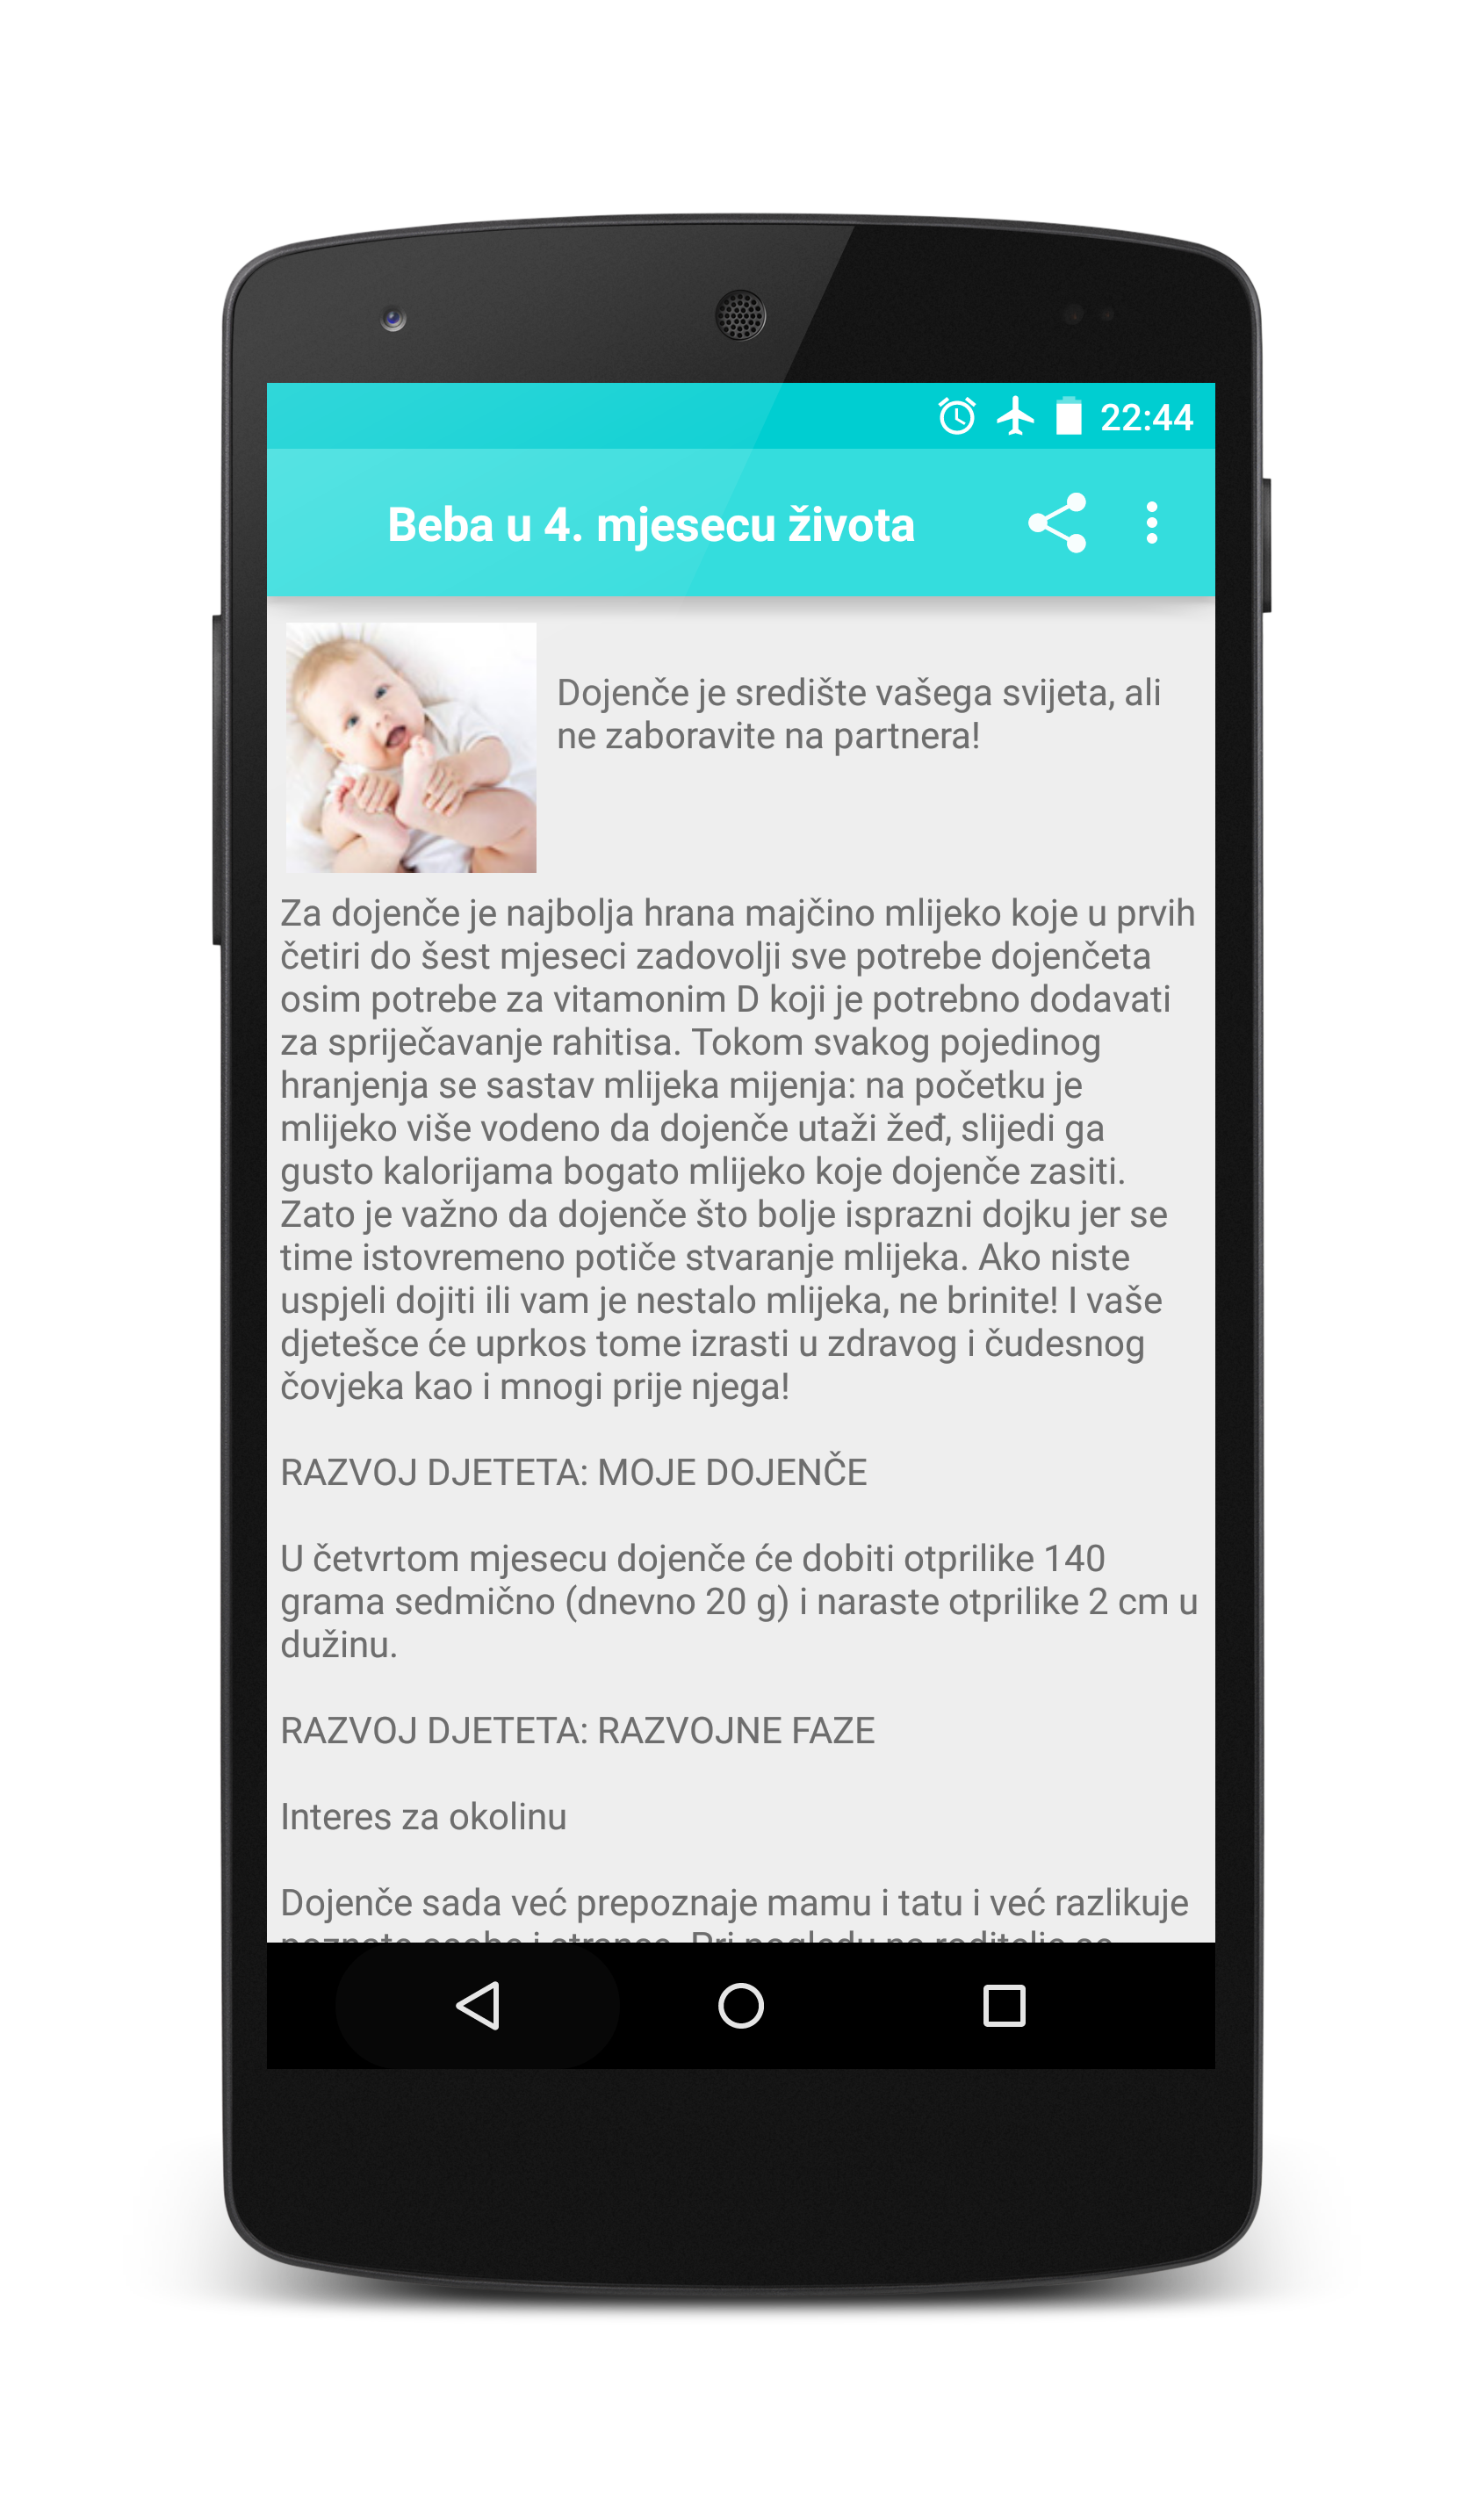 22:44
Beba u 4. mjesecu života
Dojenče je središte vašega svijeta, ali
ne zaboravite na partnera!
Za dojenče je najbolja hrana majčino mlijeko koje u prvih
četiri do šest mjeseci zadovolji sve potrebe dojenčeta
osim potrebe za vitamonim D koji je potrebno dodavati
za spriječavanje rahitisa. Tokom svakog pojedinog
hranjenja se sastav mlijeka mijenja: na početku je
mlijeko više vodeno da dojenče utaži žeđ, slijedi ga
gusto kalorijama bogato mlijeko koje dojenče zasiti.
Zato je važno da dojenče što bolje isprazni dojku jer se
time istovremeno potiče stvaranje mlijeka. Ako niste
uspjeli dojiti ili vam je nestalo mlijeka, ne brinite! I vaše
djetešce će uprkos tome izrasti u zdravog i čudesnog
čovjeka kao i mnogi prije njega!
RAZVOJ DJETETA: MOJE DOJENČE
U četvrtom mjesecu dojenče će dobiti otprilike 140
grama sedmično (dnevno 20 g) i naraste otprilike 2 cm u
dužinu.
RAZVOJ DJETETA: RAZVOJNE FAZE
Interes za okolinu
Dojenče sada već prepoznaje mamu i tatu i već razlikuje